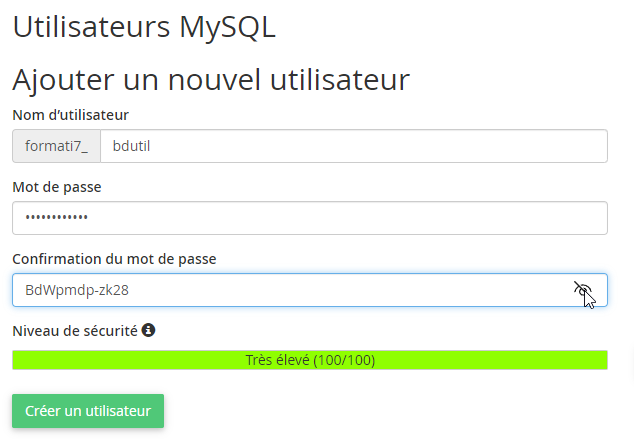 Utilisateurs MySQL
Ajouter un nouvel utilisateur
Nom d’utilisateur
formati7_ bdutil
Mot de passe
••••••••••••
Confirmation du mot de passe
BdWpmdp-zk28
Niveau de sécurité
Très élevé (100/100)
Créer un utilisateur